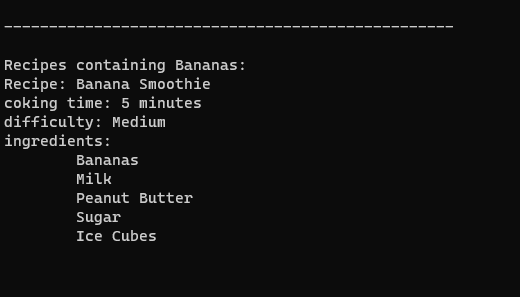 --------------------------------------------------
Recipes containing Bananas:
Recipe: Banana Smoothie
coking time: 5 minutes
difficulty: Medium
ingredients:
Bananas
Milk
Peanut Butter
Sugar
Ice Cubes